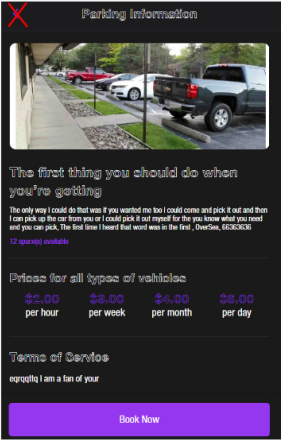 Parking Information
The first thing you should do when
you're getting
The only way I could do that was if you wanted me too I could come and pick it out and then
I can pick up the car from you or I could pick it out myself for the you know what you need
and you can pick, The first time I heard that word was in the first , OverSea, 66363636
12 space(s) available
Prices for all types of vehicles
$2.00 $3.00 $4.00 $6.00
per hour per week per month per day
Terms of Service
eqrqqttq I am a fan of your
Book Now